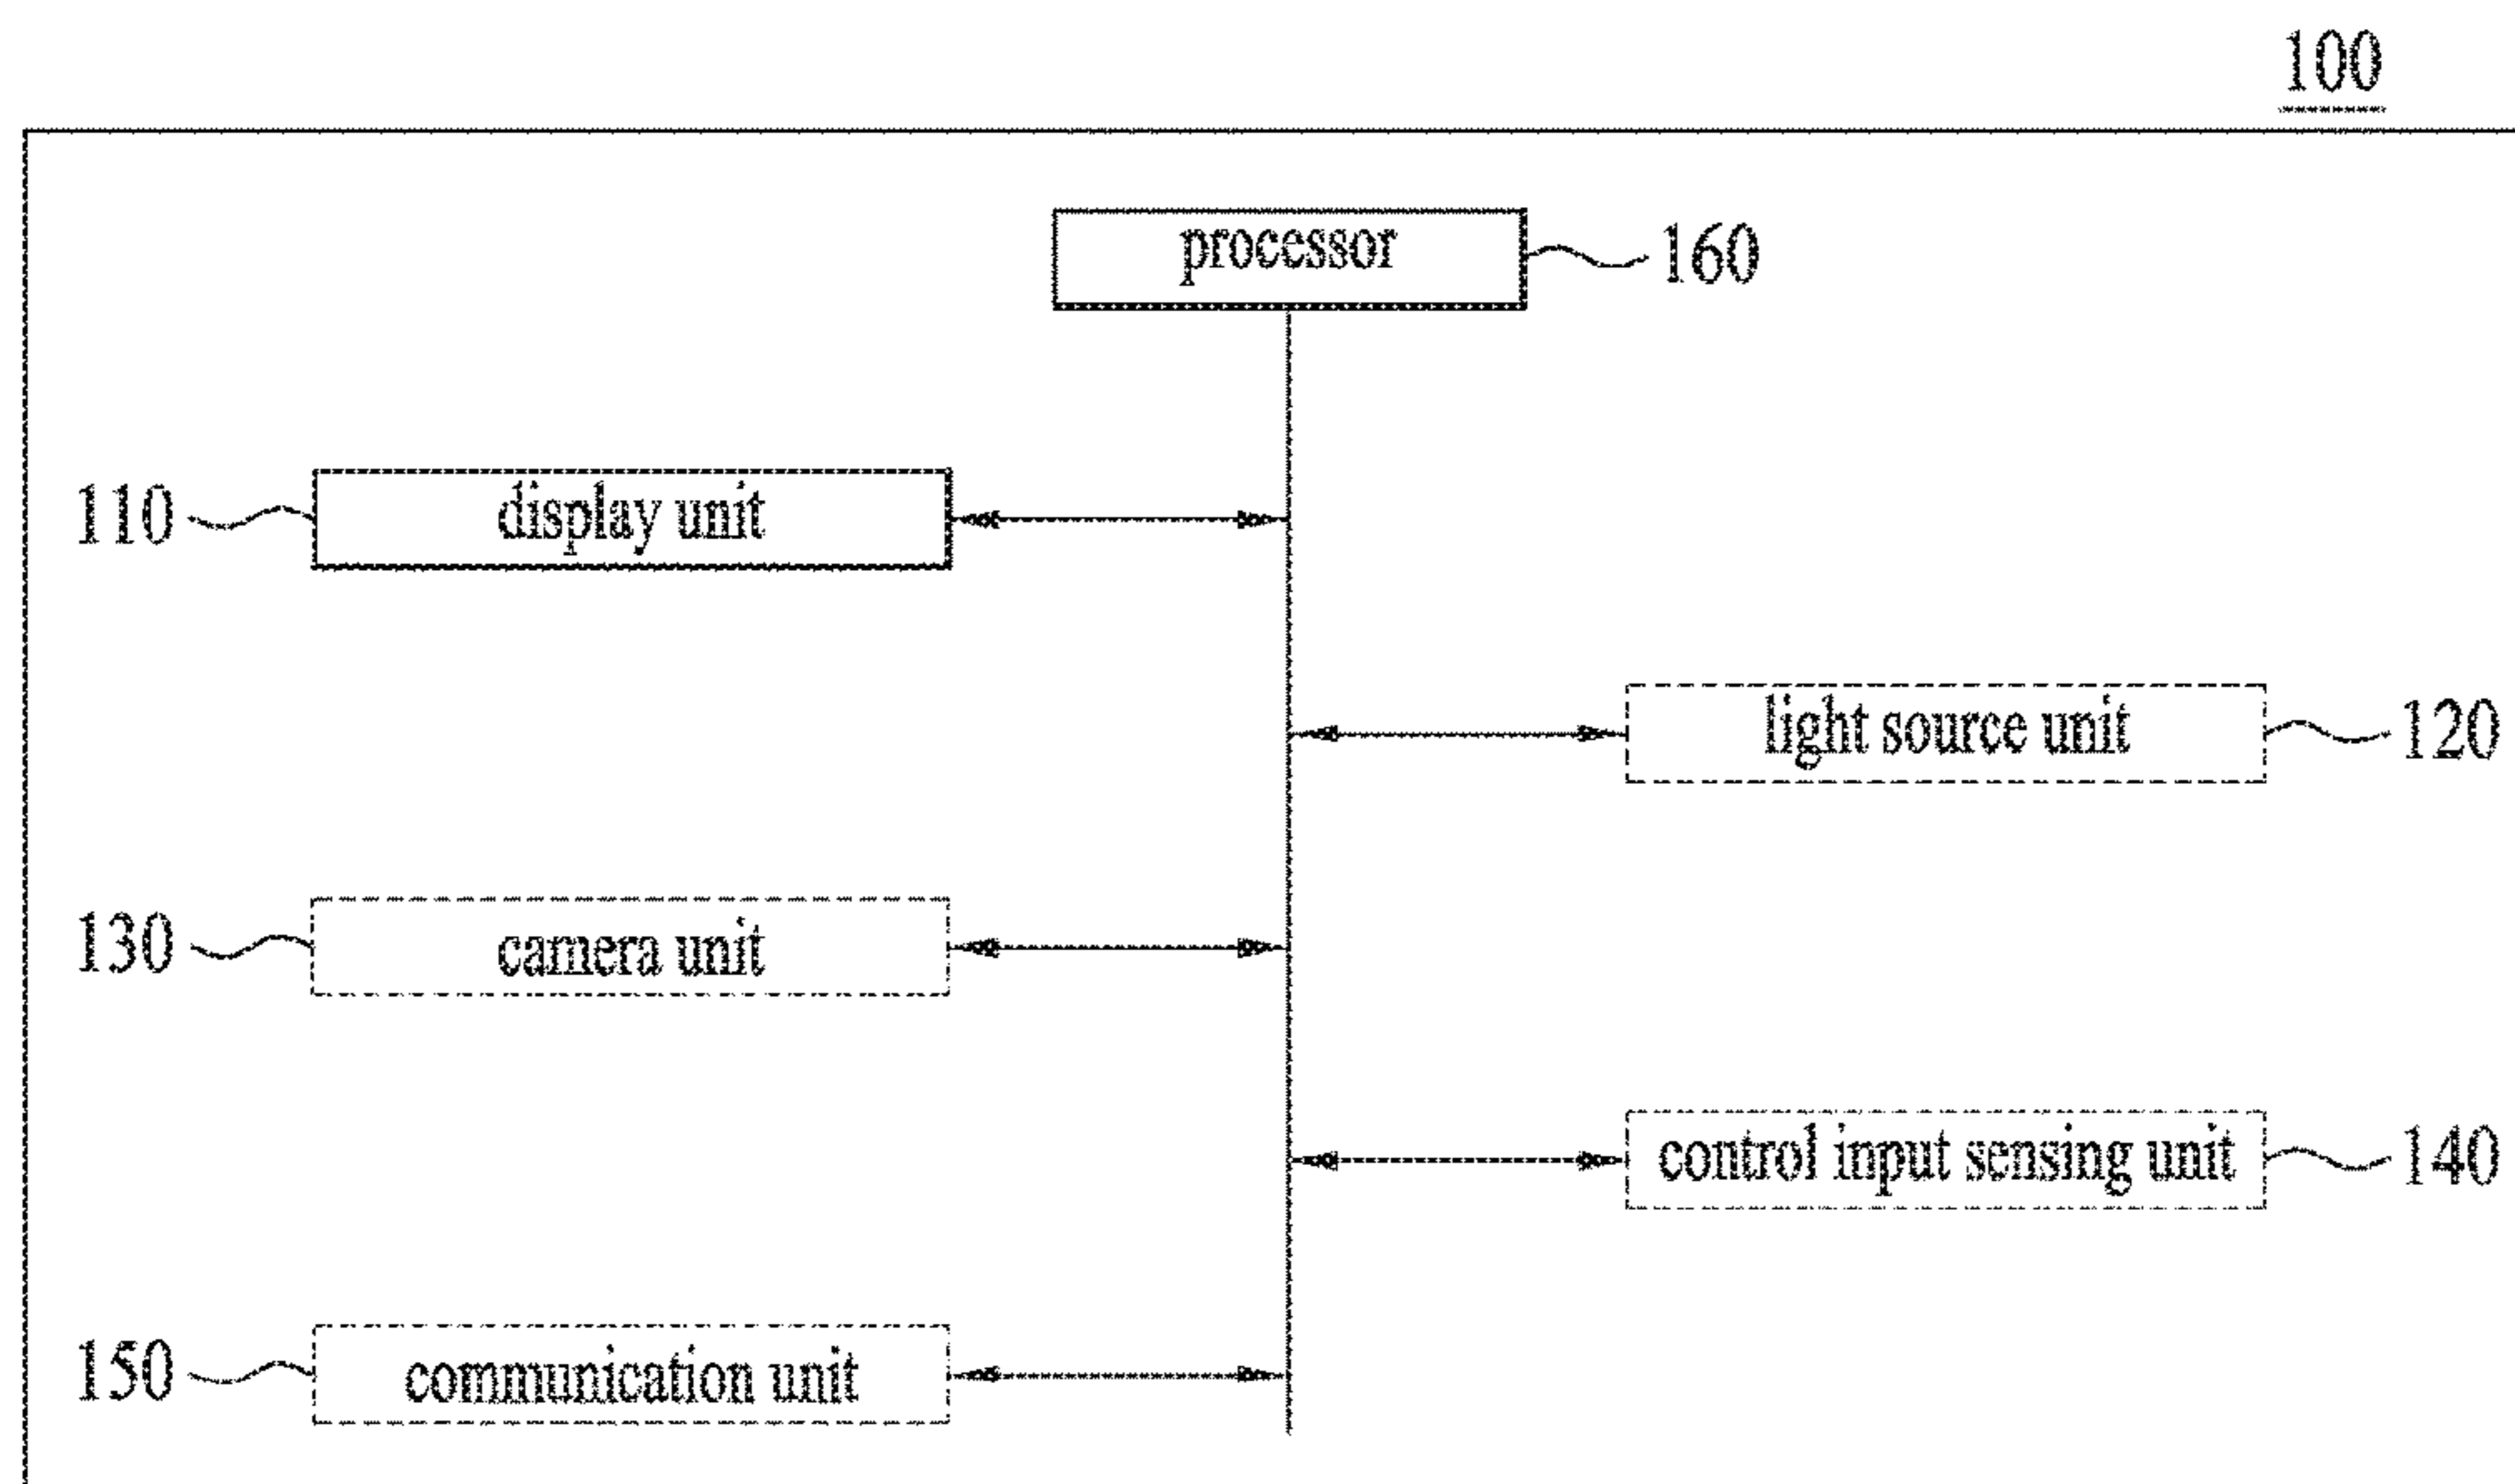 100
processor 160
110 display unit
light source unit 120
130 camera unit
control input sensing unit 140
150 communication unit